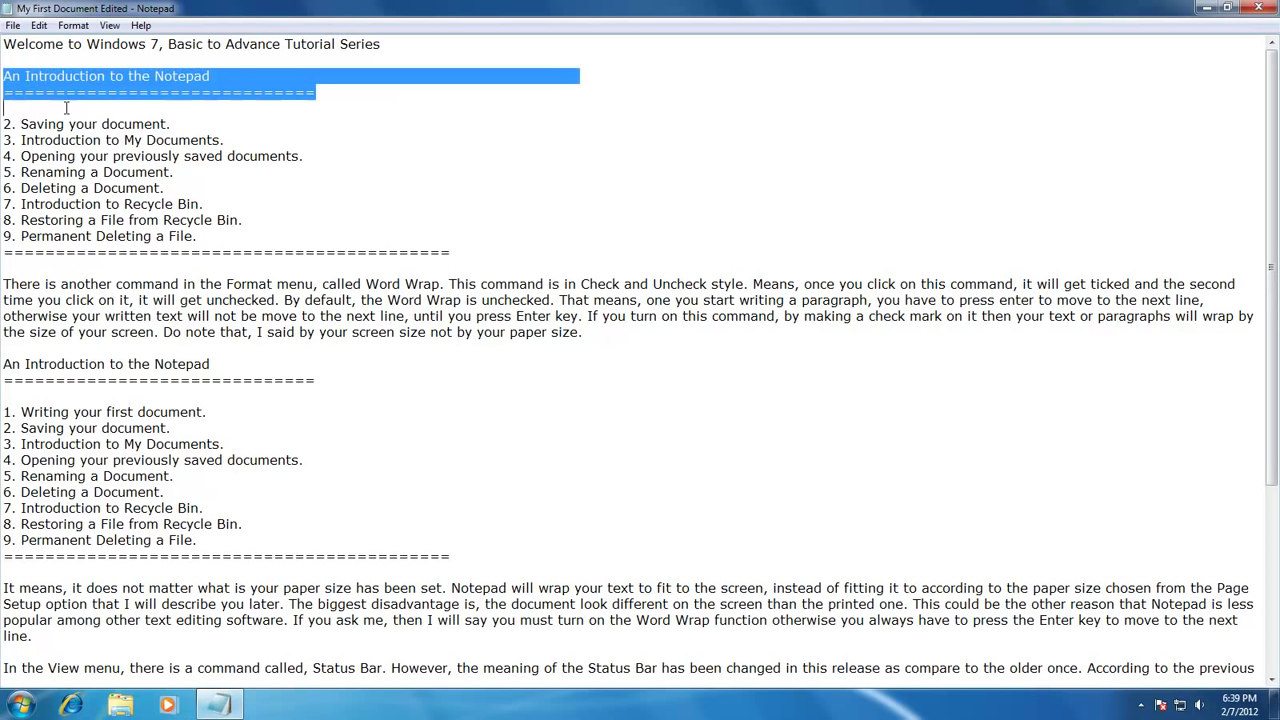 My First Document Edited - Notepad
File Edit Format View Help
Welcome to Windows 7, Basic to Advance Tutorial Series
An Introduction to the Notepad
==============================
2. Saving your document.
3. Introduction to My Documents.
4. Opening your previously saved documents.
5. Renaming a Document.
6. Deleting a Document.
7. Introduction to Recycle Bin.
8. Restoring a File from Recycle Bin.
9. Permanent Deleting a File.
===========================================
There is another command in the Format menu, called Word Wrap. This command is in Check and Uncheck style. Means, once you click on this command, it will get ticked and the second
time you click on it, it will get unchecked. By default, the Word Wrap is unchecked. That means, one you start writing a paragraph, you have to press enter to move to the next line,
otherwise your written text will not be move to the next line, until you press Enter key. If you turn on this command, by making a check mark on it then your text or paragraphs will wrap by
the size of your screen. Do note that, I said by your screen size not by your paper size.
An Introduction to the Notepad
==============================
1. Writing your first document.
2. Saving your document.
3. Introduction to My Documents.
4. Opening your previously saved documents.
5. Renaming a Document.
6. Deleting a Document.
7. Introduction to Recycle Bin.
8. Restoring a File from Recycle Bin.
9. Permanent Deleting a File.
===========================================
It means, it does not matter what is your paper size has been set. Notepad will wrap your text to fit to the screen, instead of fitting it to according to the paper size chosen from the Page
Setup option that I will describe you later. The biggest disadvantage is, the document look different on the screen than the printed one. This could be the other reason that Notepad is less
popular among other text editing software. If you ask me, then I will say you must turn on the Word Wrap function otherwise you always have to press the Enter key to move to the next
line.
In the View menu, there is a command called, Status Bar. However, the meaning of the Status Bar has been changed in this release as compare to the older once. According to the previous
6:39 PM
2/7/2012